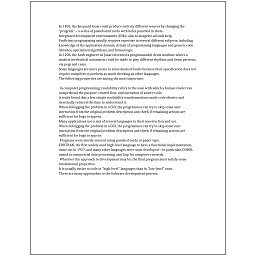 In 1801, the Jacquard loom could produce entirely different weaves by changing the
"program" – a series of pasteboard cards with holes punched in them.
Integrated development environments (IDEs) aim to integrate all such help.
Proficient programming usually requires expertise in several different subjects, including
knowledge of the application domain, details of programming languages and generic code
libraries, specialized algorithms, and formal logic.
In 1206, the Arab engineer Al-Jazari invented a programmable drum machine where a
musical mechanical automaton could be made to play different rhythms and drum patterns,
via pegs and cams.
Some languages are more prone to some kinds of faults because their specification does not
require compilers to perform as much checking as other languages.
The following properties are among the most important:

In computer programming, readability refers to the ease with which a human reader can
comprehend the purpose, control flow, and operation of source code.
A study found that a few simple readability transformations made code shorter and
drastically reduced the time to understand it.
When debugging the problem in a GUI, the programmer can try to skip some user
interaction from the original problem description and check if remaining actions are
sufficient for bugs to appear.
Many applications use a mix of several languages in their construction and use.
When debugging the problem in a GUI, the programmer can try to skip some user
interaction from the original problem description and check if remaining actions are
sufficient for bugs to appear.
Programs were mostly entered using punched cards or paper tape.
FORTRAN, the first widely used high-level language to have a functional implementation,
came out in 1957, and many other languages were soon developed—in particular, COBOL
aimed at commercial data processing, and Lisp for computer research.
Whatever the approach to development may be, the final program must satisfy some
fundamental properties.
It is usually easier to code in "high-level" languages than in "low-level" ones.
There are many approaches to the Software development process.